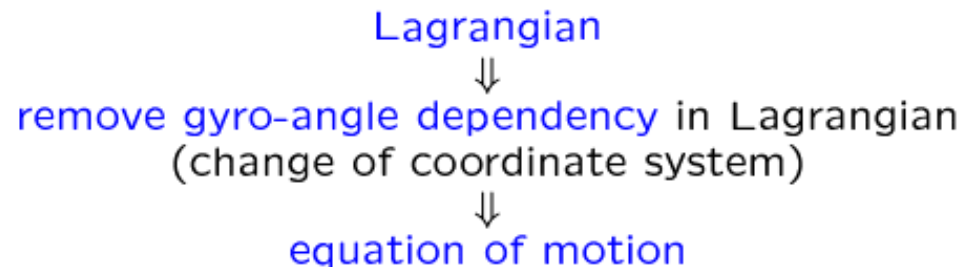 Lagrangian
⇓
remove gyro-angle dependency in Lagrangian
(change of coordinate system)
⇓
equation of motion